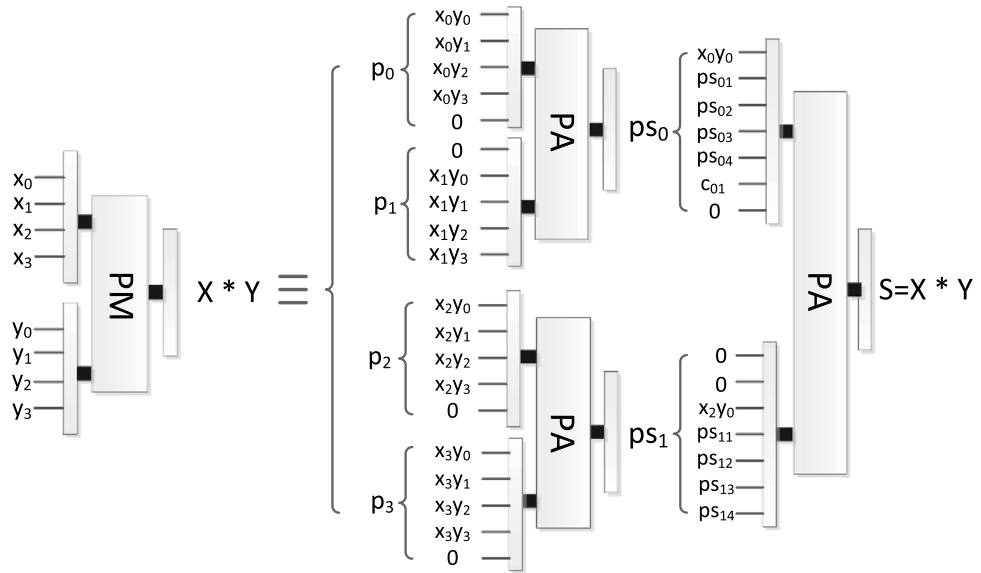 x₀
x₁
x₂
x₃
y₀
y₁
y₂
y₃
PM
X * Y
≡
p₀
x₀y₀
x₀y₁
x₀y₂
x₀y₃
0
p₁
0
x₁y₀
x₁y₁
x₁y₂
x₁y₃
PA
p₂
x₂y₀
x₂y₁
x₂y₂
x₂y₃
0
p₃
x₃y₀
x₃y₁
x₃y₂
x₃y₃
0
PA
ps₀
x₀y₀
ps₀₁
ps₀₂
ps₀₃
ps₀₄
c₀₁
0
ps₁
0
0
x₂y₀
ps₁₁
ps₁₂
ps₁₃
ps₁₄
PA
S=X * Y